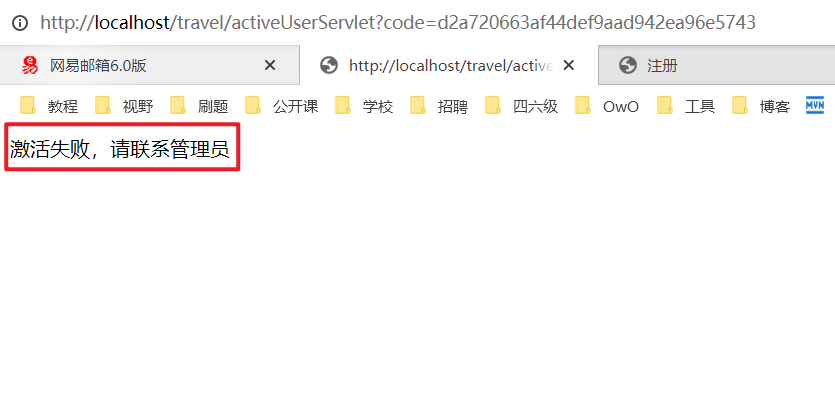 http://localhost/travel/activeUserServlet?code=d2a720663af44def9aad942ea96e5743
网易邮箱6.0版
http://localhost/travel/active
注册
教程 视野 刷题 公开课 学校 招聘 四六级 OwO 工具 博客 MVN
激活失败，请联系管理员